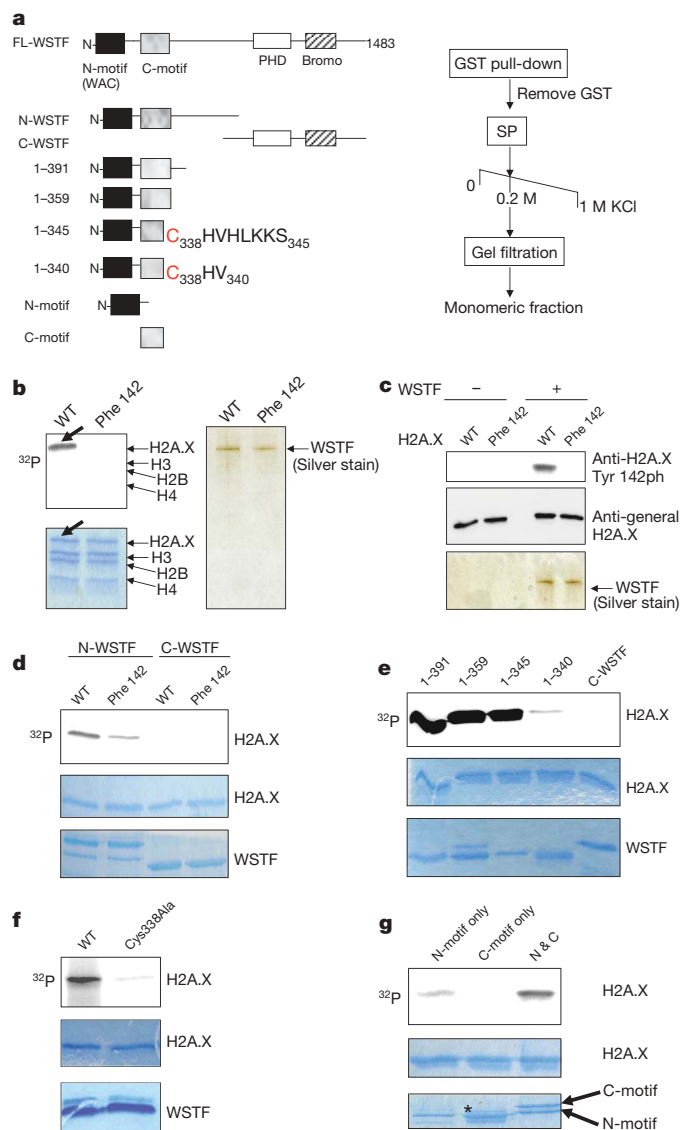 a
FL-WSTF N- 1483
PHD Bromo
N-motif (WAC) C-motif
N-WSTF N-
C-WSTF
1–391 N-
1–359 N-
1–345 N- C338HVHLKKS345
1–340 N- C338HV340
N-motif N-
C-motif
GST pull-down
Remove GST
SP
0 0.2 M 1 M KCl
Gel filtration
Monomeric fraction
b
WT Phe 142
32P
H2A.X
H3
H2B
H4
H2A.X
H3
H2B
H4
WT Phe 142
WSTF
(Silver stain)
c
WSTF – +
H2A.X WT Phe 142 WT Phe 142
Anti-H2A.X
Tyr 142ph
Anti-general
H2A.X
WSTF
(Silver stain)
d
N-WSTF C-WSTF
WT Phe 142 WT Phe 142
32P H2A.X
H2A.X
WSTF
e
1–391 1–359 1–345 1–340 C-WSTF
32P H2A.X
H2A.X
WSTF
f
WT Cys338Ala
32P H2A.X
H2A.X
WSTF
g
N-motif only C-motif only N & C
32P H2A.X
H2A.X
*
C-motif
N-motif